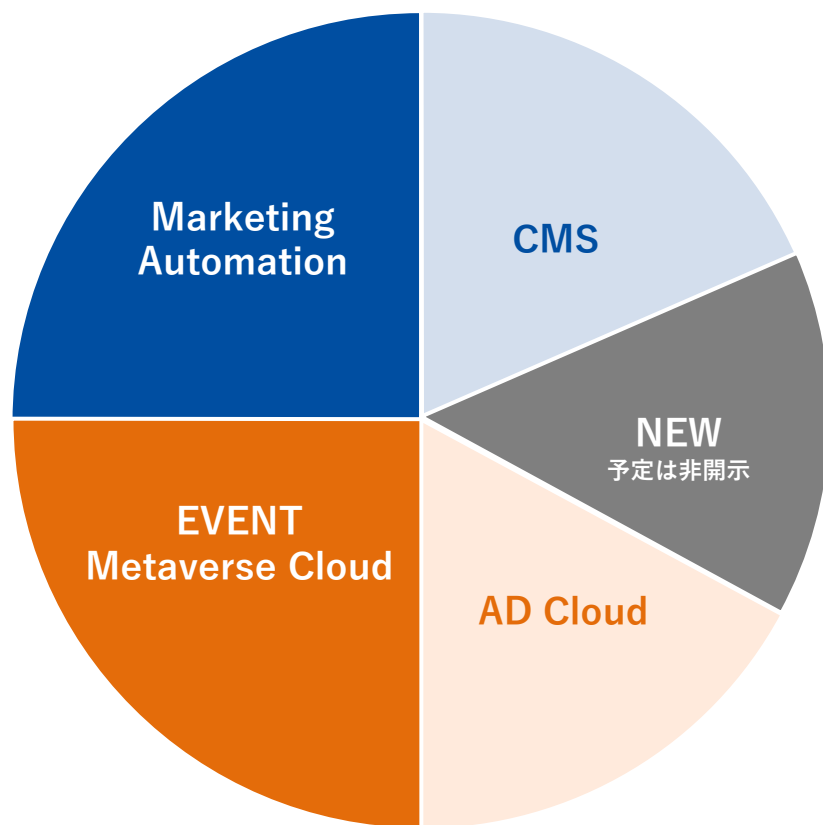 Marketing
Automation
CMS
NEW
予定は非開示
EVENT
Metaverse Cloud
AD Cloud